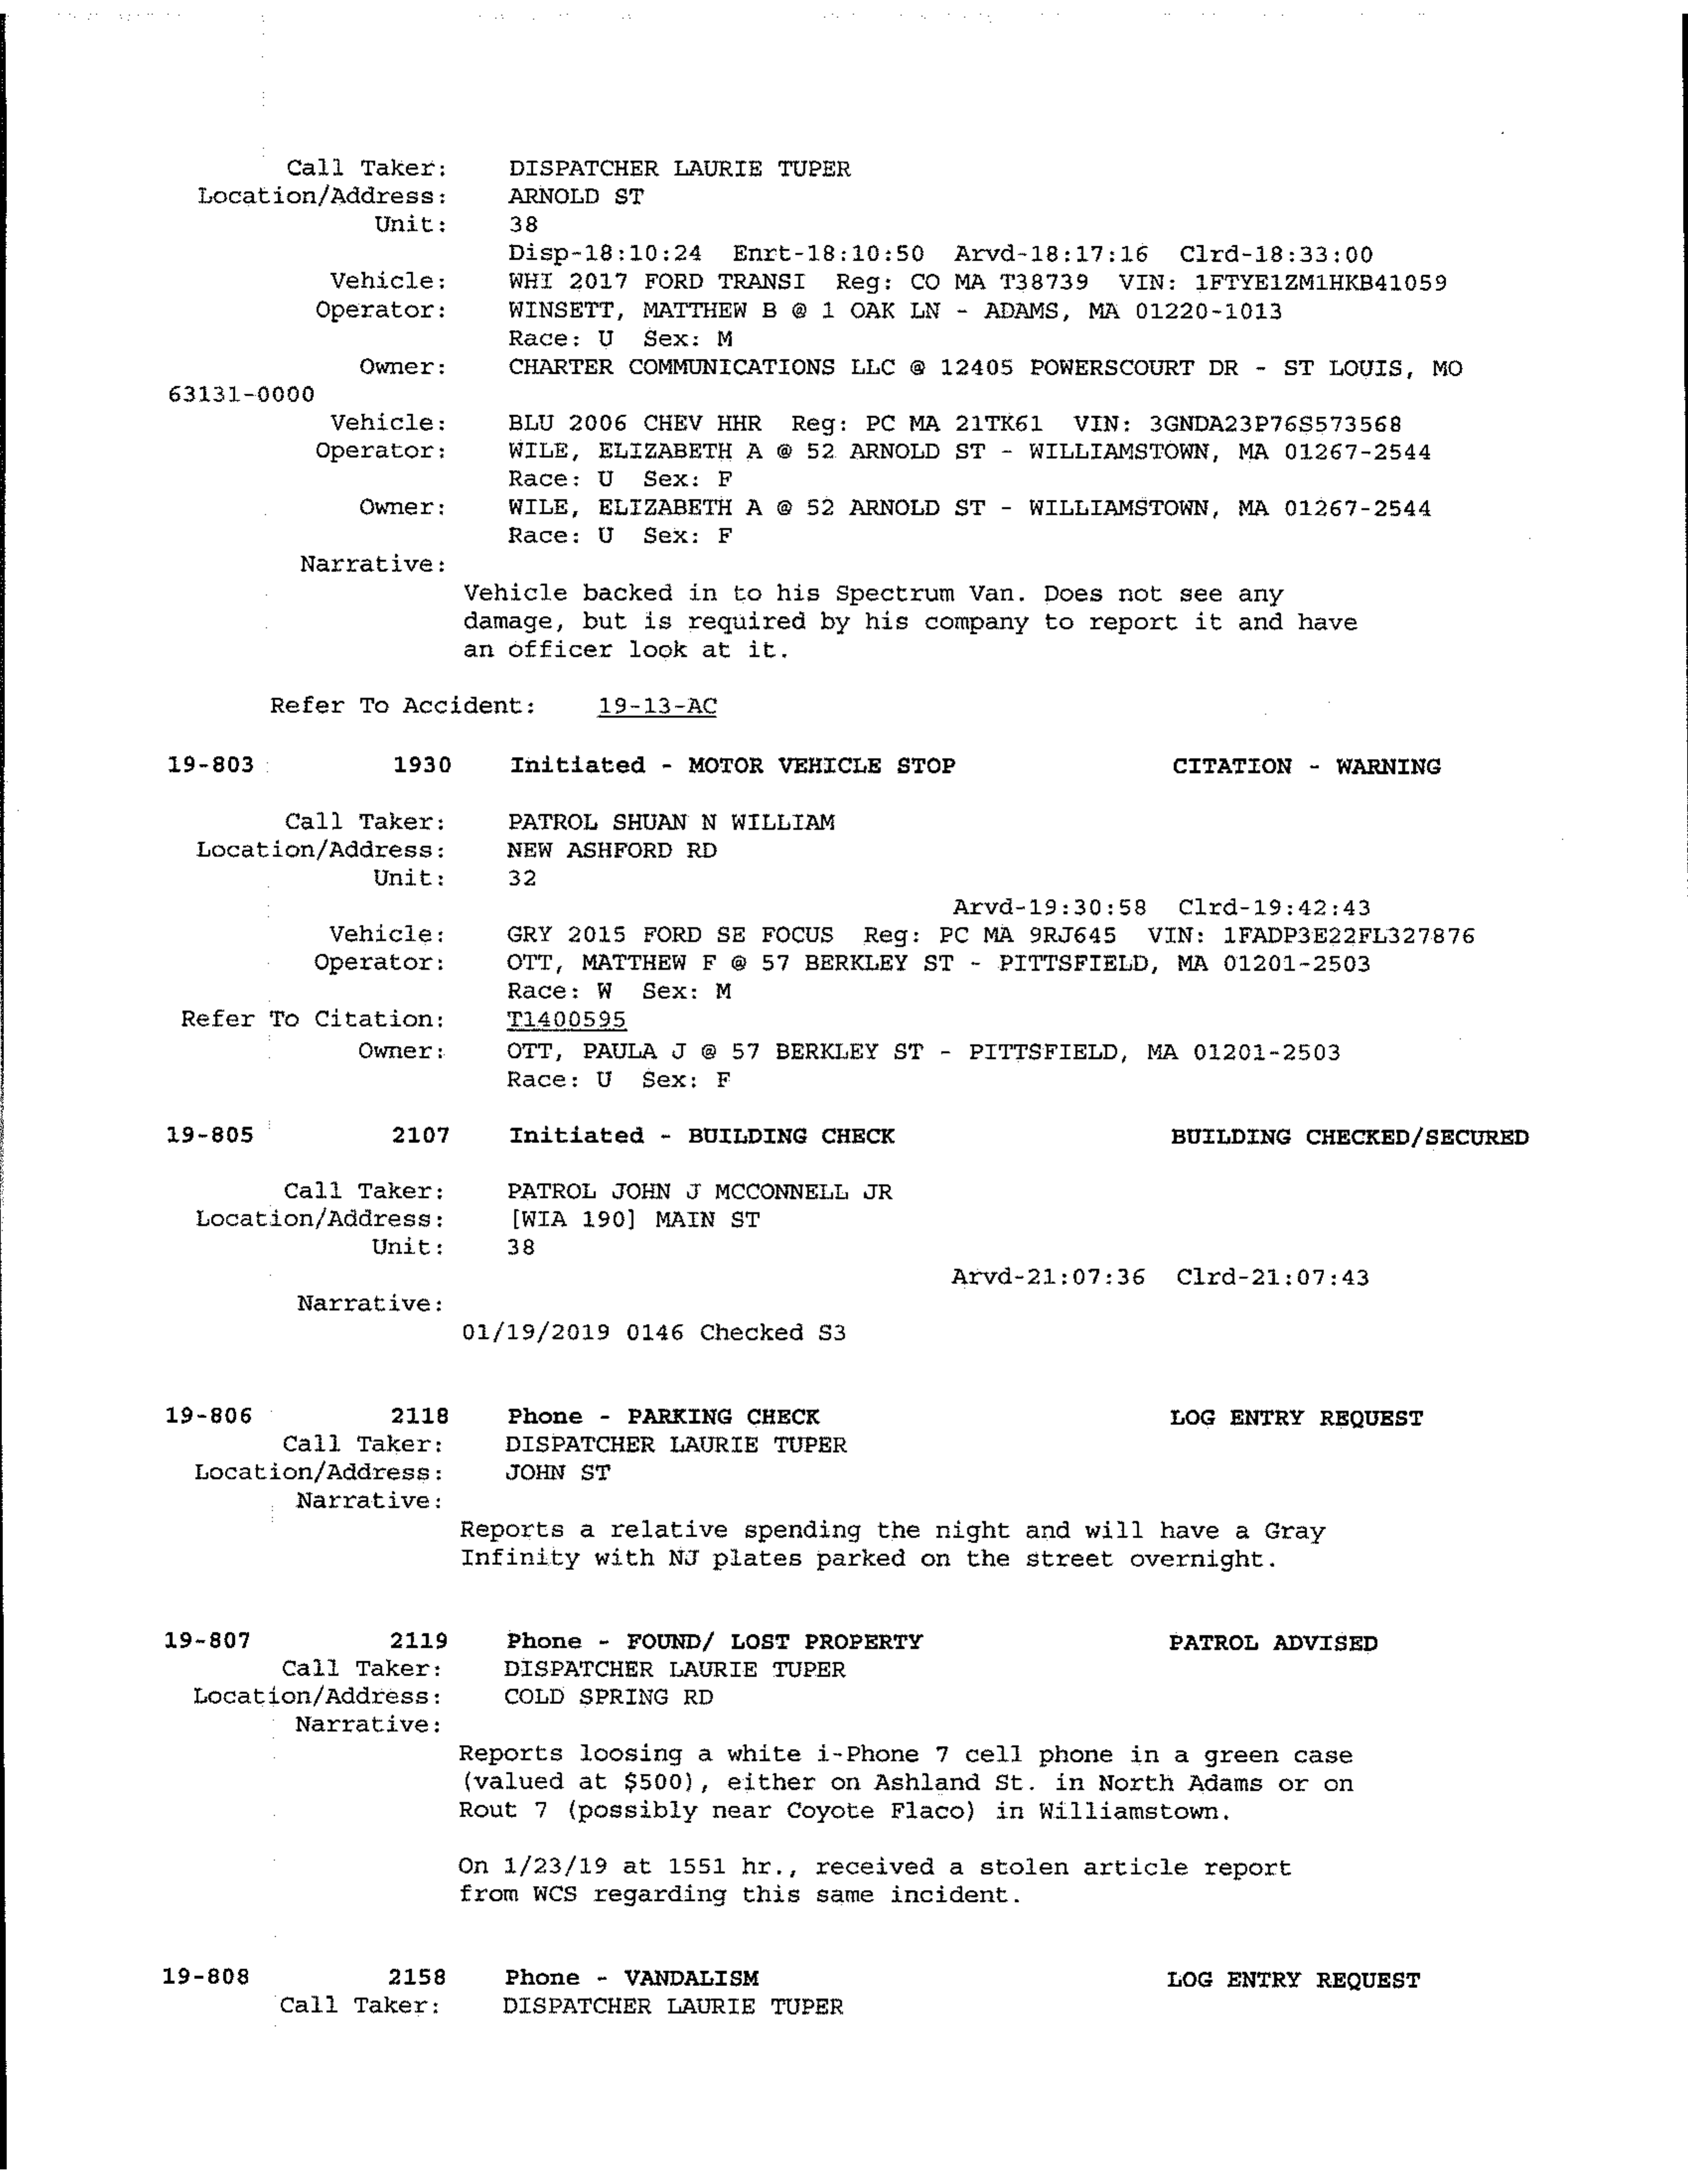 Call Taker: DISPATCHER LAURIE TUPER
Location/Address: ARNOLD ST
Unit: 38
Disp-18:10:24 Enrt-18:10:50 Arvd-18:17:16 Clrd-18:33:00
Vehicle: WHI 2017 FORD TRANSI Reg: CO MA T38739 VIN: 1FTYE1ZM1HKB41059
Operator: WINSETT, MATTHEW B @ 1 OAK LN - ADAMS, MA 01220-1013
Race: U Sex: M
Owner: CHARTER COMMUNICATIONS LLC @ 12405 POWERSCOURT DR - ST LOUIS, MO
63131-0000
Vehicle: BLU 2006 CHEV HHR Reg: PC MA 21TK61 VIN: 3GNDA23P76S573568
Operator: WILE, ELIZABETH A @ 52 ARNOLD ST - WILLIAMSTOWN, MA 01267-2544
Race: U Sex: F
Owner: WILE, ELIZABETH A @ 52 ARNOLD ST - WILLIAMSTOWN, MA 01267-2544
Race: U Sex: F
Narrative:
Vehicle backed in to his Spectrum Van. Does not see any
damage, but is required by his company to report it and have
an officer look at it.
Refer To Accident: 19-13-AC
19-803 1930 Initiated - MOTOR VEHICLE STOP CITATION - WARNING
Call Taker: PATROL SHUAN N WILLIAM
Location/Address: NEW ASHFORD RD
Unit: 32
Arvd-19:30:58 Clrd-19:42:43
Vehicle: GRY 2015 FORD SE FOCUS Reg: PC MA 9RJ645 VIN: 1FADP3E22FL327876
Operator: OTT, MATTHEW F @ 57 BERKLEY ST - PITTSFIELD, MA 01201-2503
Race: W Sex: M
Refer To Citation: T1400595
Owner: OTT, PAULA J @ 57 BERKLEY ST - PITTSFIELD, MA 01201-2503
Race: U Sex: F
19-805 2107 Initiated - BUILDING CHECK BUILDING CHECKED/SECURED
Call Taker: PATROL JOHN J MCCONNELL JR
Location/Address: [WIA 190] MAIN ST
Unit: 38
Arvd-21:07:36 Clrd-21:07:43
Narrative:
01/19/2019 0146 Checked S3
19-806 2118 Phone - PARKING CHECK LOG ENTRY REQUEST
Call Taker: DISPATCHER LAURIE TUPER
Location/Address: JOHN ST
Narrative:
Reports a relative spending the night and will have a Gray
Infinity with NJ plates parked on the street overnight.
19-807 2119 Phone - FOUND/ LOST PROPERTY PATROL ADVISED
Call Taker: DISPATCHER LAURIE TUPER
Location/Address: COLD SPRING RD
Narrative:
Reports loosing a white i-Phone 7 cell phone in a green case
(valued at $500), either on Ashland St. in North Adams or on
Rout 7 (possibly near Coyote Flaco) in Williamstown.
On 1/23/19 at 1551 hr., received a stolen article report
from WCS regarding this same incident.
19-808 2158 Phone - VANDALISM LOG ENTRY REQUEST
Call Taker: DISPATCHER LAURIE TUPER